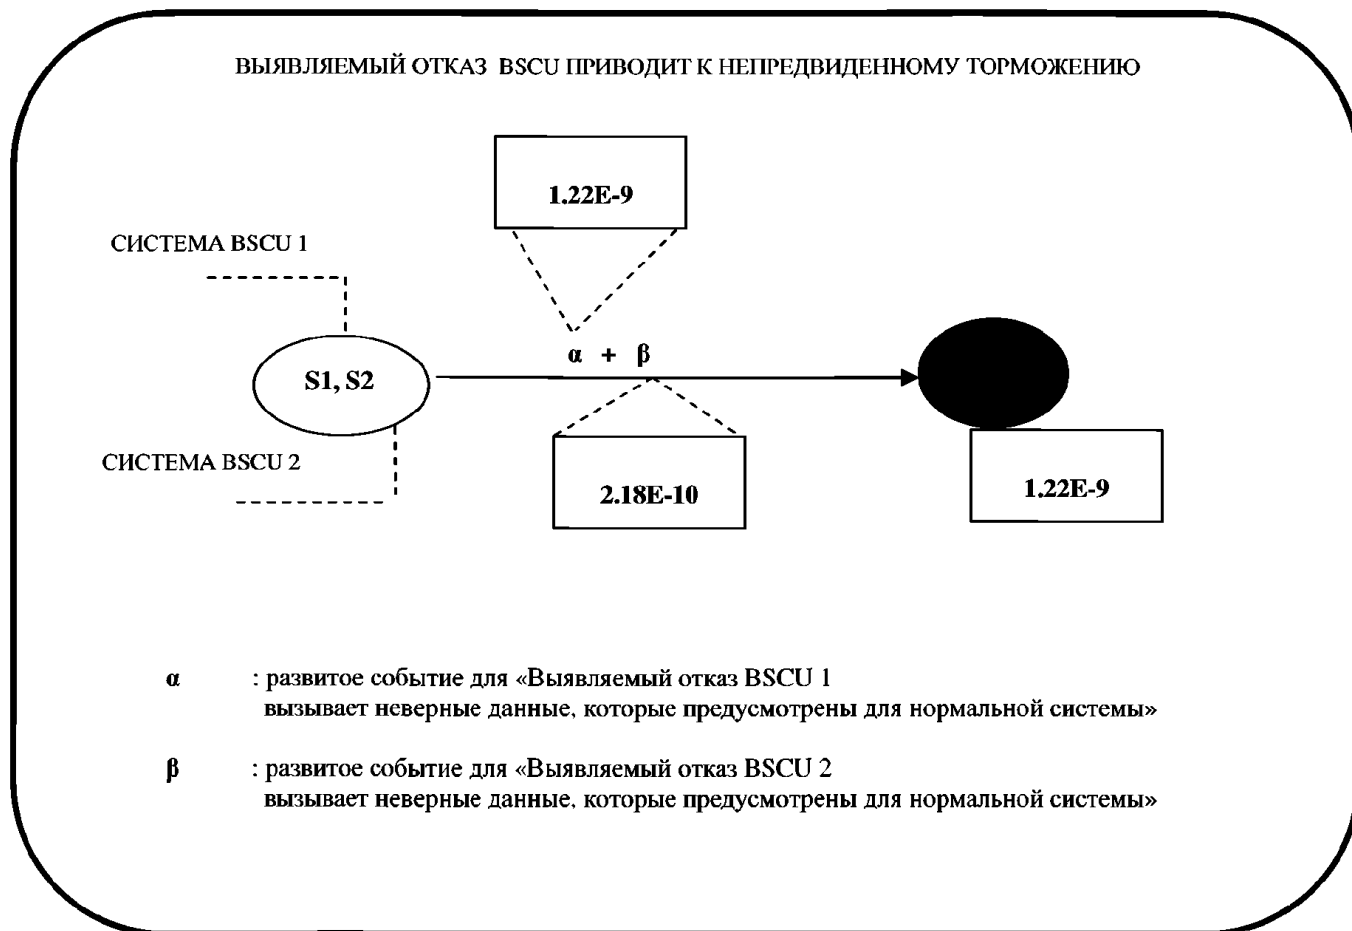 ВЫЯВЛЯЕМЫЙ ОТКАЗ BSCU ПРИВОДИТ К НЕПРЕДВИДЕННОМУ ТОРМОЖЕНИЮ
1.22E-9
СИСТЕМА BSCU 1
α + β
S1, S2
СИСТЕМА BSCU 2
2.18E-10
1.22E-9
α : развитое событие для «Выявляемый отказ BSCU 1
вызывает неверные данные, которые предусмотрены для нормальной системы»
β : развитое событие для «Выявляемый отказ BSCU 2
вызывает неверные данные, которые предусмотрены для нормальной системы»